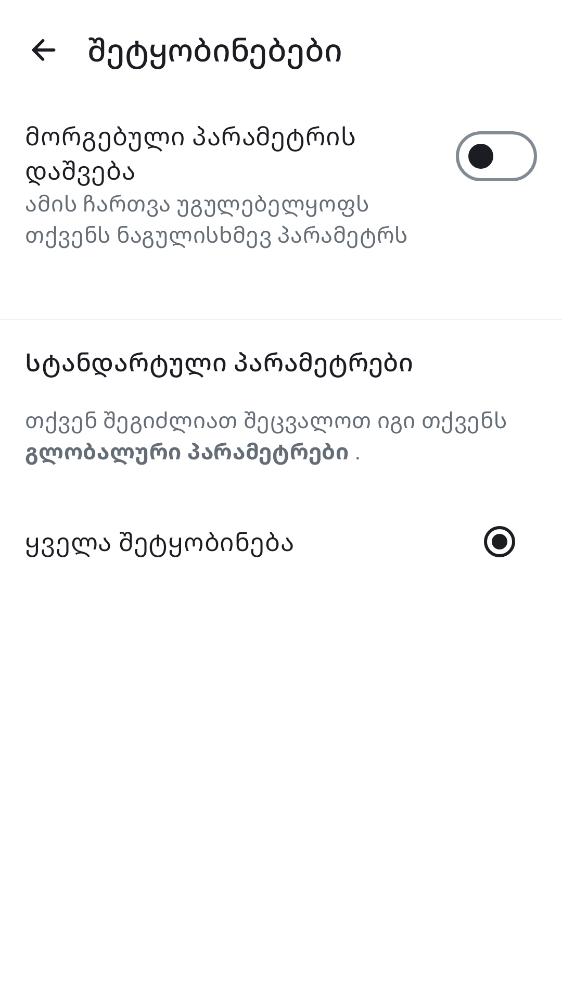 შეტყობინებები
მორგებული პარამეტრის
დაშვება
ამის ჩართვა უგულებელყოფს
თქვენს ნაგულისხმევ პარამეტრს
სტანდარტული პარამეტრები
თქვენ შეგიძლიათ შეცვალოთ იგი თქვენს
გლობალური პარამეტრები .
ყველა შეტყობინება